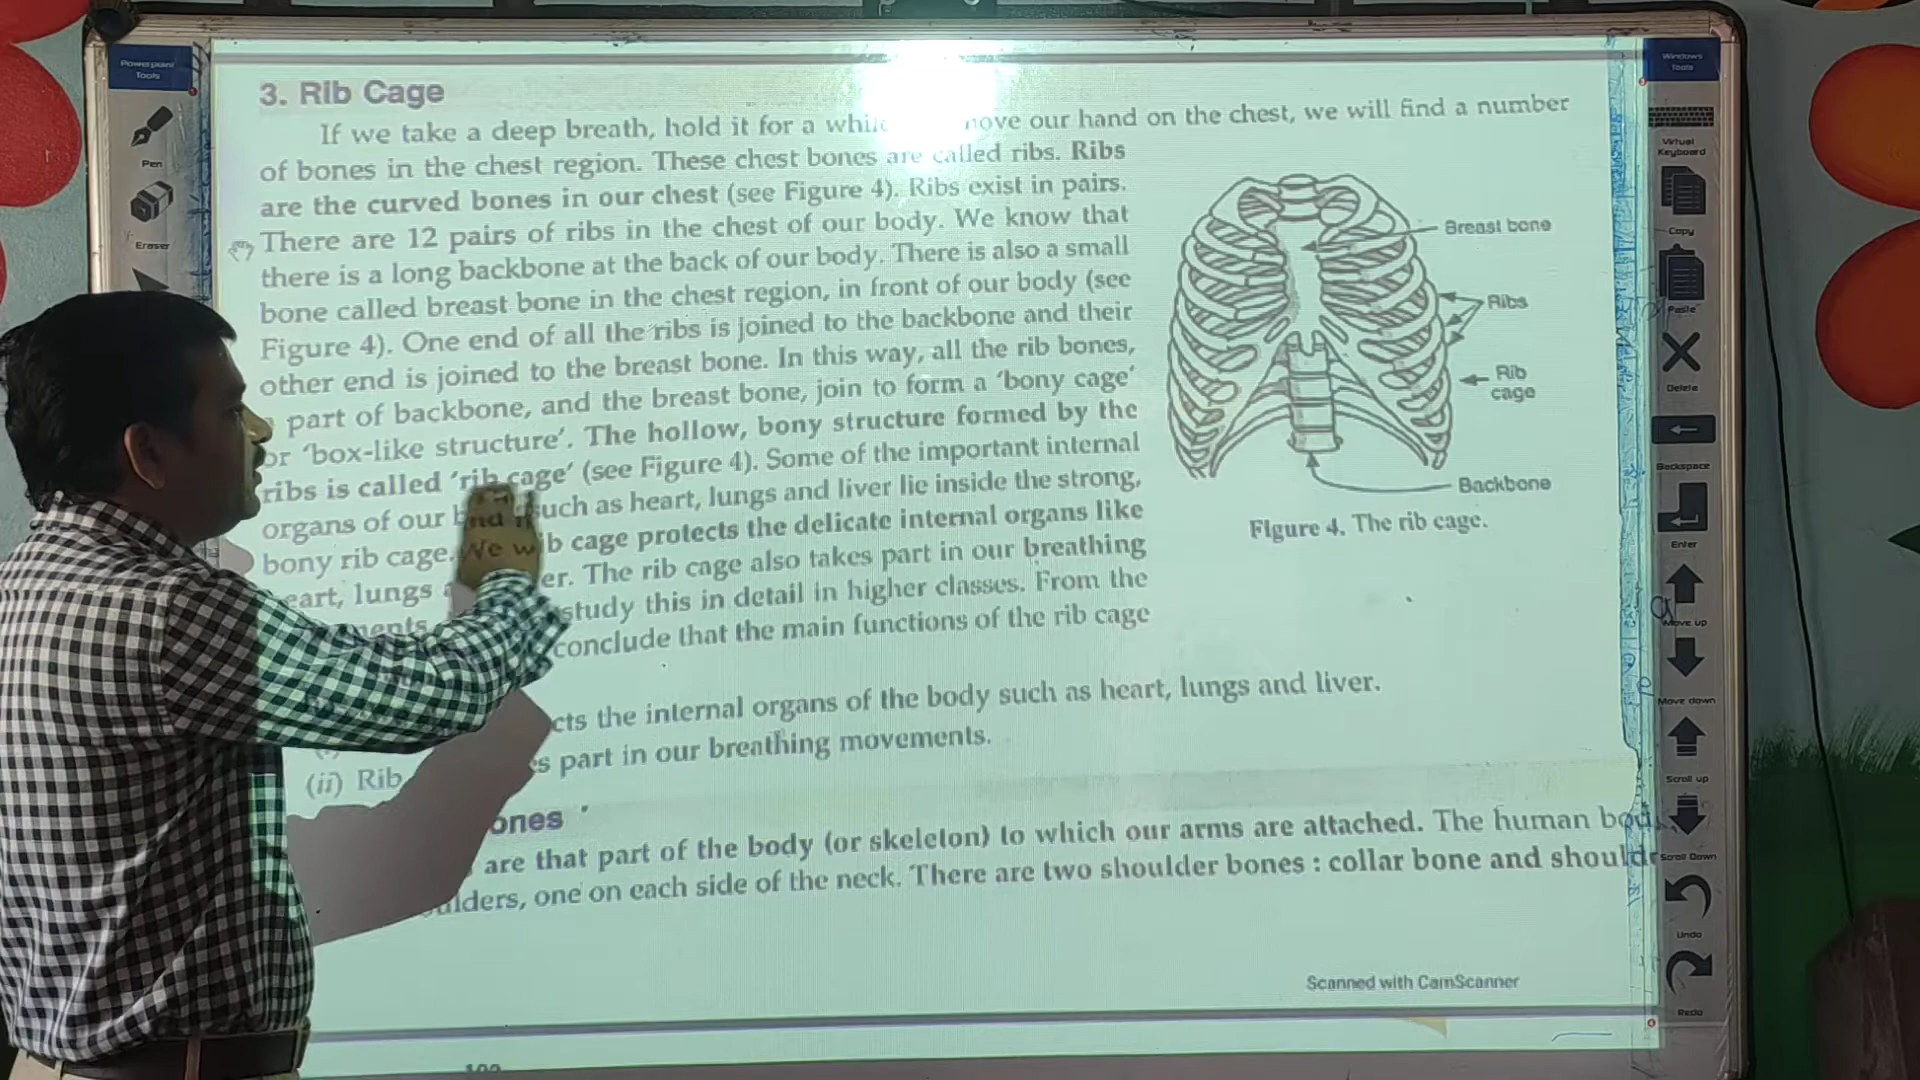 Powerpoint Tools
Pen
Eraser
3. Rib Cage
If we take a deep breath, hold it for a while move our hand on the chest, we will find a number
of bones in the chest region. These chest bones are called ribs. Ribs
are the curved bones in our chest (see Figure 4). Ribs exist in pairs.
There are 12 pairs of ribs in the chest of our body. We know that
there is a long backbone at the back of our body. There is also a small
bone called breast bone in the chest region, in front of our body (see
Figure 4). One end of all the ribs is joined to the backbone and their
other end is joined to the breast bone. In this way, all the rib bones,
part of backbone, and the breast bone, join to form a ‘bony cage’
or ‘box-like structure’. The hollow, bony structure formed by the
ribs is called ‘rib cage’ (see Figure 4). Some of the important internal
organs of our such as heart, lungs and liver lie inside the strong,
bony rib cage. cage protects the delicate internal organs like
heart, lungs The rib cage also takes part in our breathing
We study this in detail in higher classes. From the
conclude that the main functions of the rib cage
the internal organs of the body such as heart, lungs and liver.
(ii) Rib part in our breathing movements.
are that part of the body (or skeleton) to which our arms are attached. The human
one on each side of the neck. There are two shoulder bones : collar bone and
Breast bone
Ribs
Rib cage
Backbone
Figure 4. The rib cage.
Scanned with CamScanner
Windows Tools
Virtual Keyboard
Copy
Paste
Delete
Backspace
Enter
Move up
Move down
Scroll up
Scroll Down
Undo
Redo